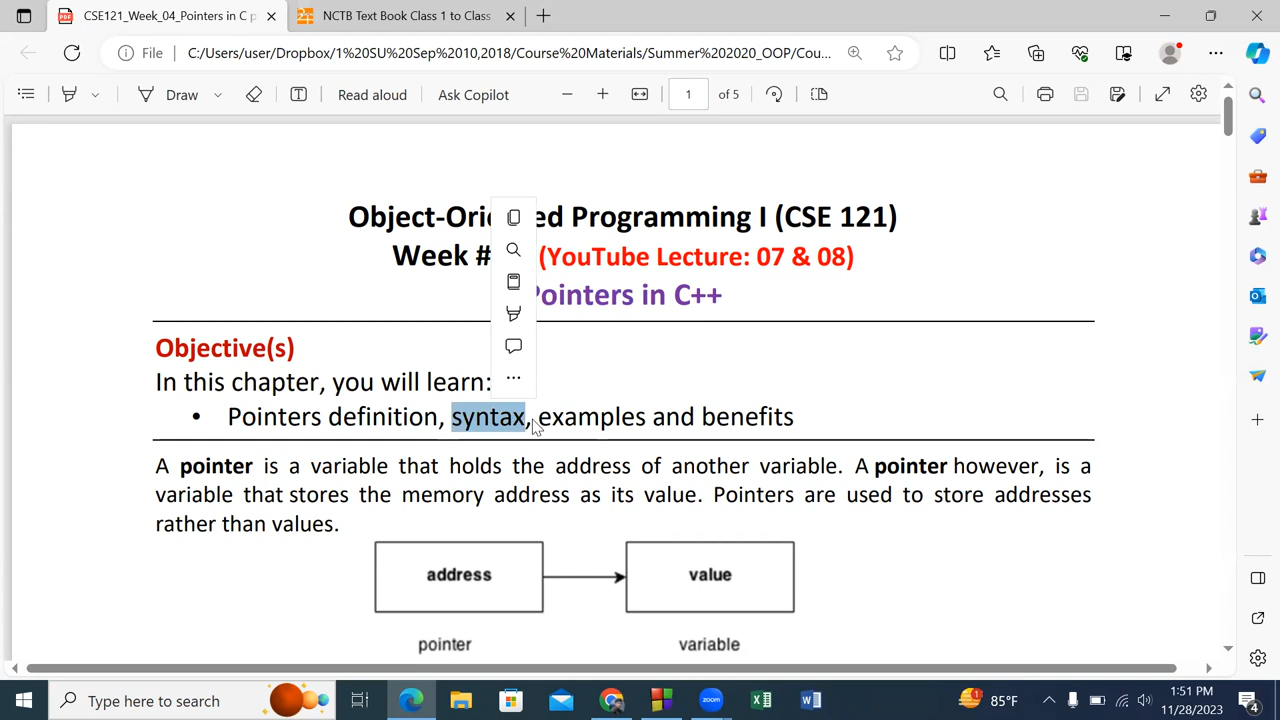 CSE121_Week_04_Pointers in C p
NCTB Text Book Class 1 to Class
File
C:/Users/user/Dropbox/1%20SU%20Sep%2010,2018/Course%20Materials/Summer%202020_OOP/Cou...
Draw
Read aloud
Ask Copilot
1 of 5
Object-Oriented Programming I (CSE 121)
Week # (YouTube Lecture: 07 & 08)
Pointers in C++
Objective(s)
In this chapter, you will learn:
• Pointers definition, syntax, examples and benefits
A pointer is a variable that holds the address of another variable. A pointer however, is a
variable that stores the memory address as its value. Pointers are used to store addresses
rather than values.
address
value
pointer
variable
Type here to search
85°F
1:51 PM
11/28/2023